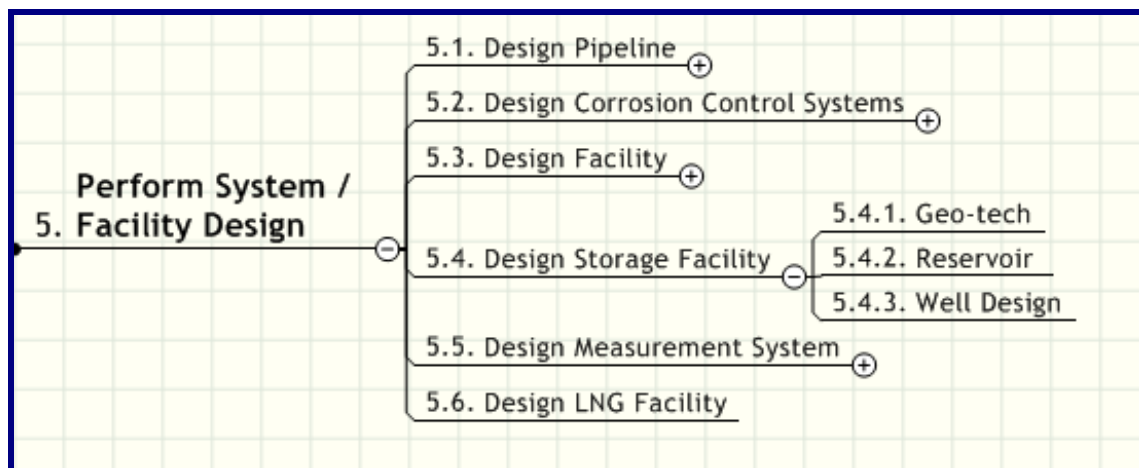 5.1. Design Pipeline
5.2. Design Corrosion Control Systems
5.3. Design Facility
Perform System /
5. Facility Design
5.4. Design Storage Facility
5.4.1. Geo-tech
5.4.2. Reservoir
5.4.3. Well Design
5.5. Design Measurement System
5.6. Design LNG Facility